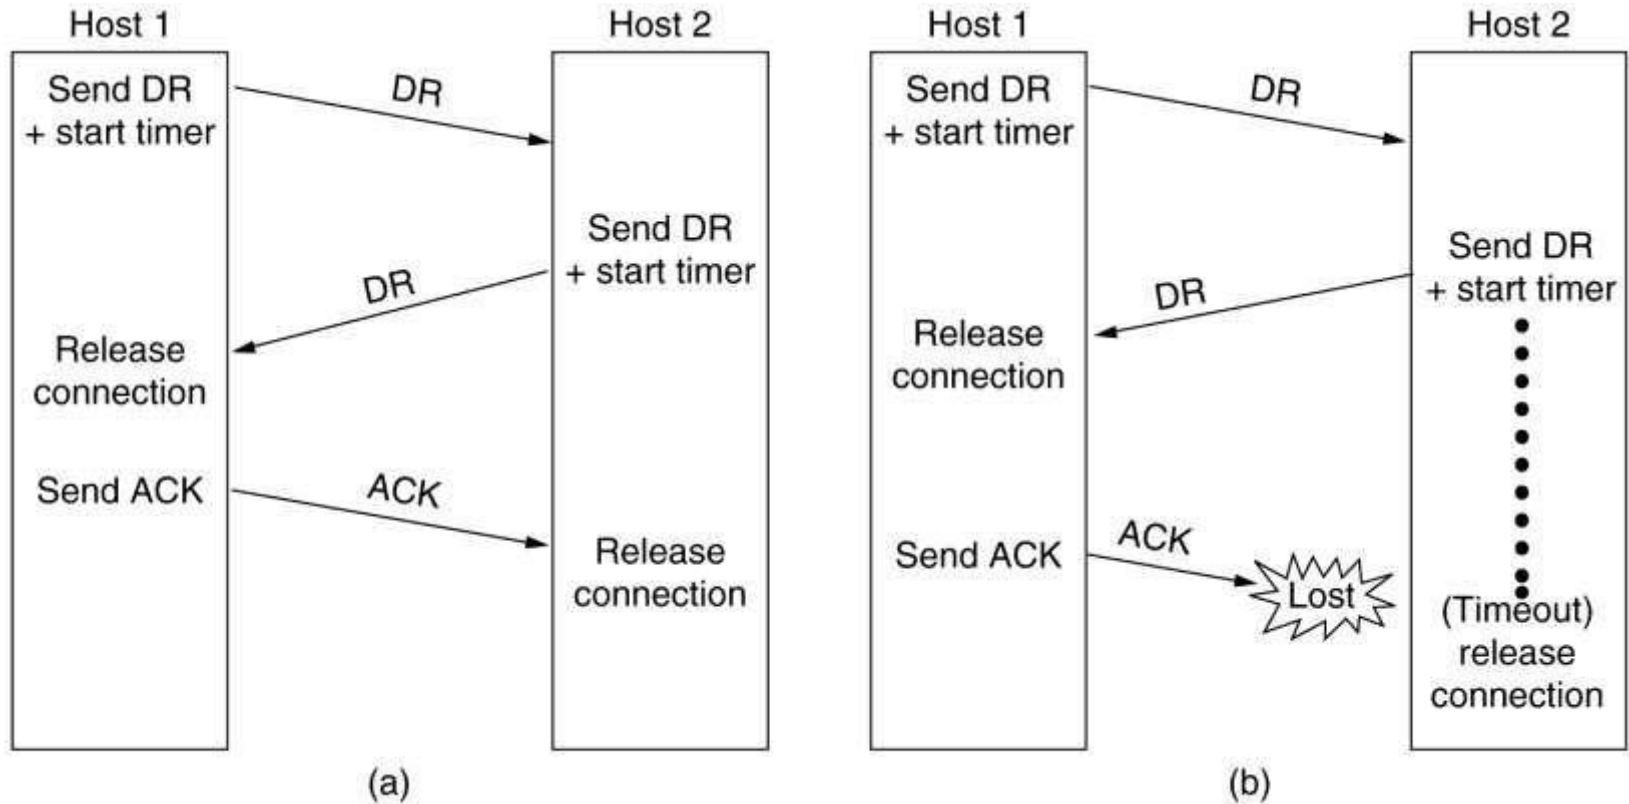 Host 1
Host 2
Send DR
+ start timer
DR
Send DR
+ start timer
DR
Release
connection
Send ACK
ACK
Release
connection
(a)
Host 1
Host 2
Send DR
+ start timer
DR
Send DR
+ start timer
DR
Release
connection
Send ACK
ACK
Lost
(Timeout)
release
connection
(b)